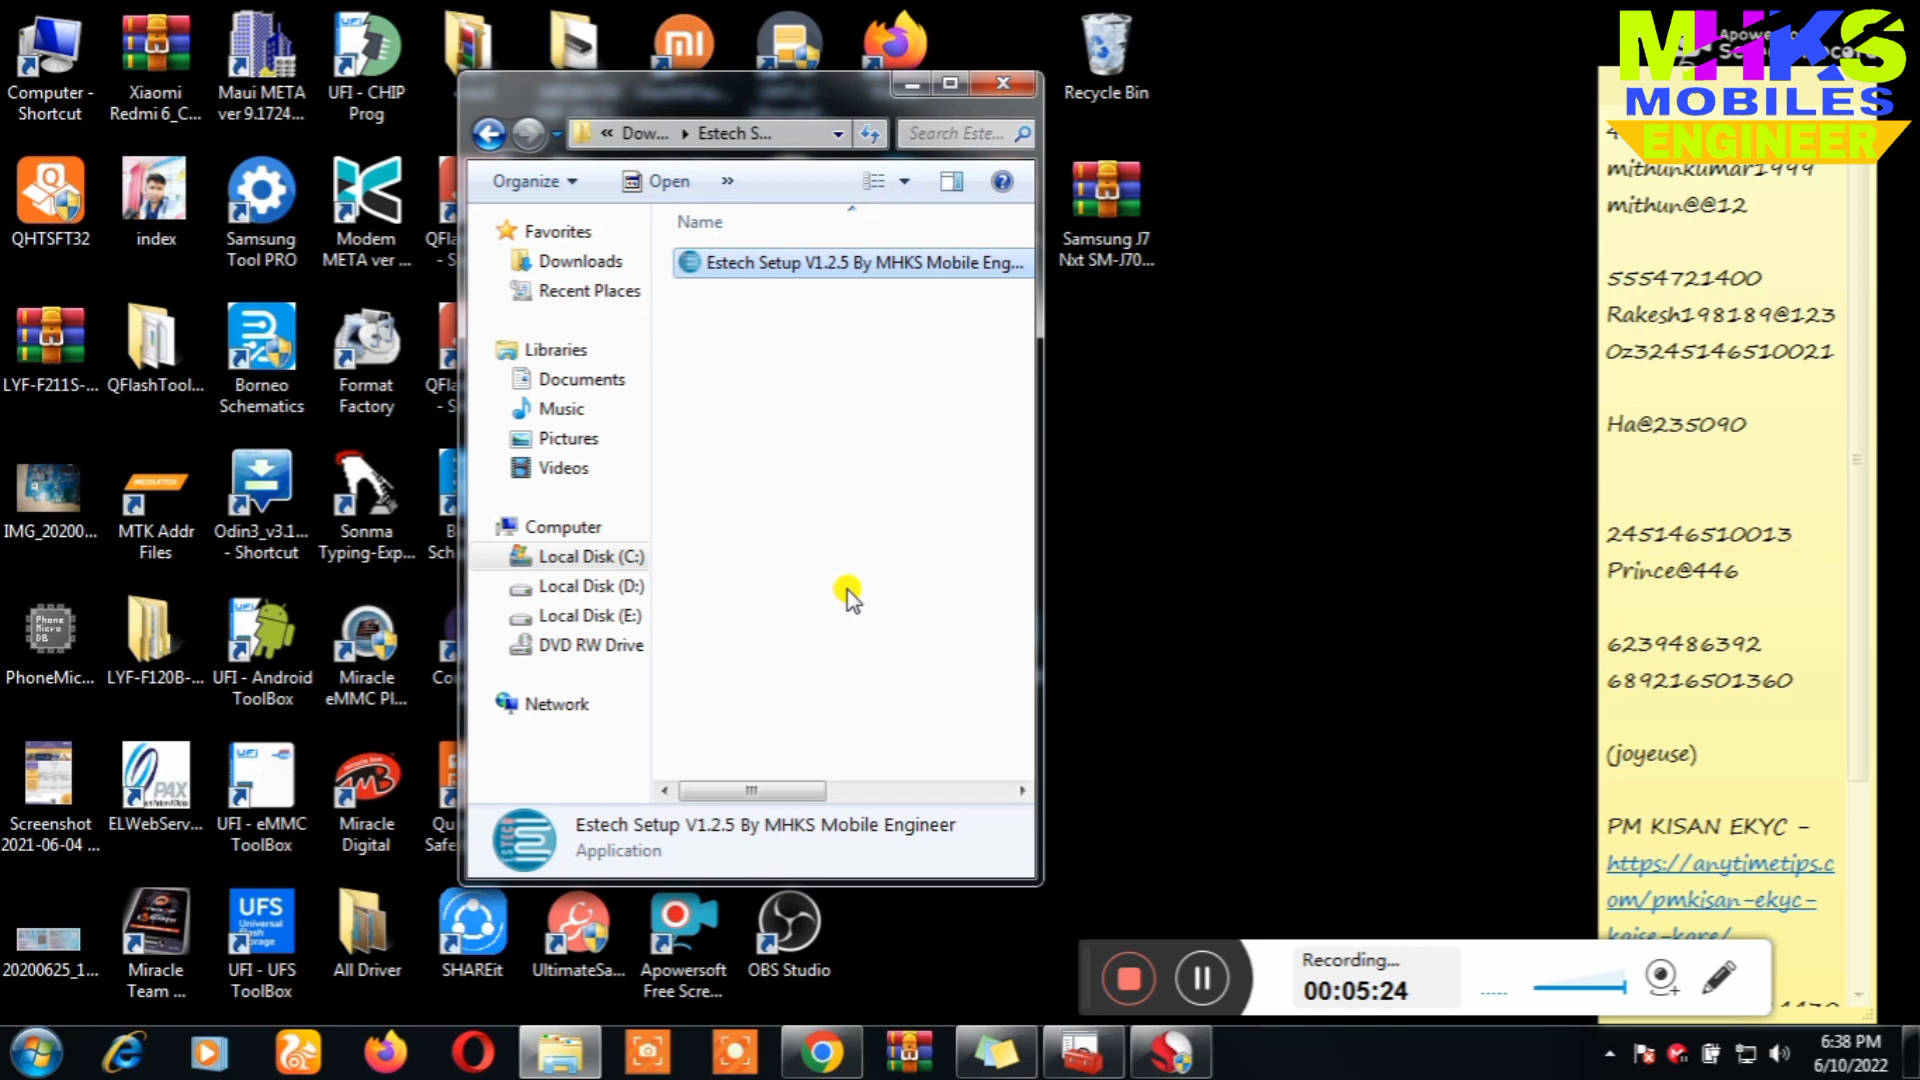 Computer - Shortcut
Xiaomi Redmi 6_C...
Maui META ver 9.1724...
UFI - CHIP Prog
Recycle Bin
MHKS
MOBILES
ENGINEER
QHTSFT32
index
Samsung Tool PRO
Modem META ver ...
Samsung J7 Nxt SM-J70...
LYF-F211S-...
QFlashTool...
Borneo Schematics
Format Factory
IMG_20200...
MTK Addr Files
Odin3_v3.1... - Shortcut
Sonma Typing-Exp...
Phone Micro DB
PhoneMic...
LYF-F120B-...
UFI - Android ToolBox
Miracle eMMC Pl...
Screenshot 2021-06-04 ...
ELWebServ...
UFI - eMMC ToolBox
Miracle Digital
20200625_1...
Miracle Team ...
UFI - UFS ToolBox
All Driver
SHAREit
UltimateSa...
Apowersoft Free Scre...
OBS Studio
« Dow... ▸ Estech S...
Search Este...
Organize
Open
»
Name
Favorites
Downloads
Recent Places
Estech Setup V1.2.5 By MHKS Mobile Eng...
Libraries
Documents
Music
Pictures
Videos
Computer
Local Disk (C:)
Local Disk (D:)
Local Disk (E:)
DVD RW Drive
Network
Estech Setup V1.2.5 By MHKS Mobile Engineer
Application
mithunkumar1999
mithun@@12
5554721400
Rakesh198189@123
0z3245146510021
Ha@235090
245146510013
Prince@446
6239486392
689216501360
(joyeuse)
PM KISAN EKYC -
https://anytimetips.c
om/pmkisan-ekyc-
kaise-kare/
Recording...
00:05:24
6:38 PM
6/10/2022